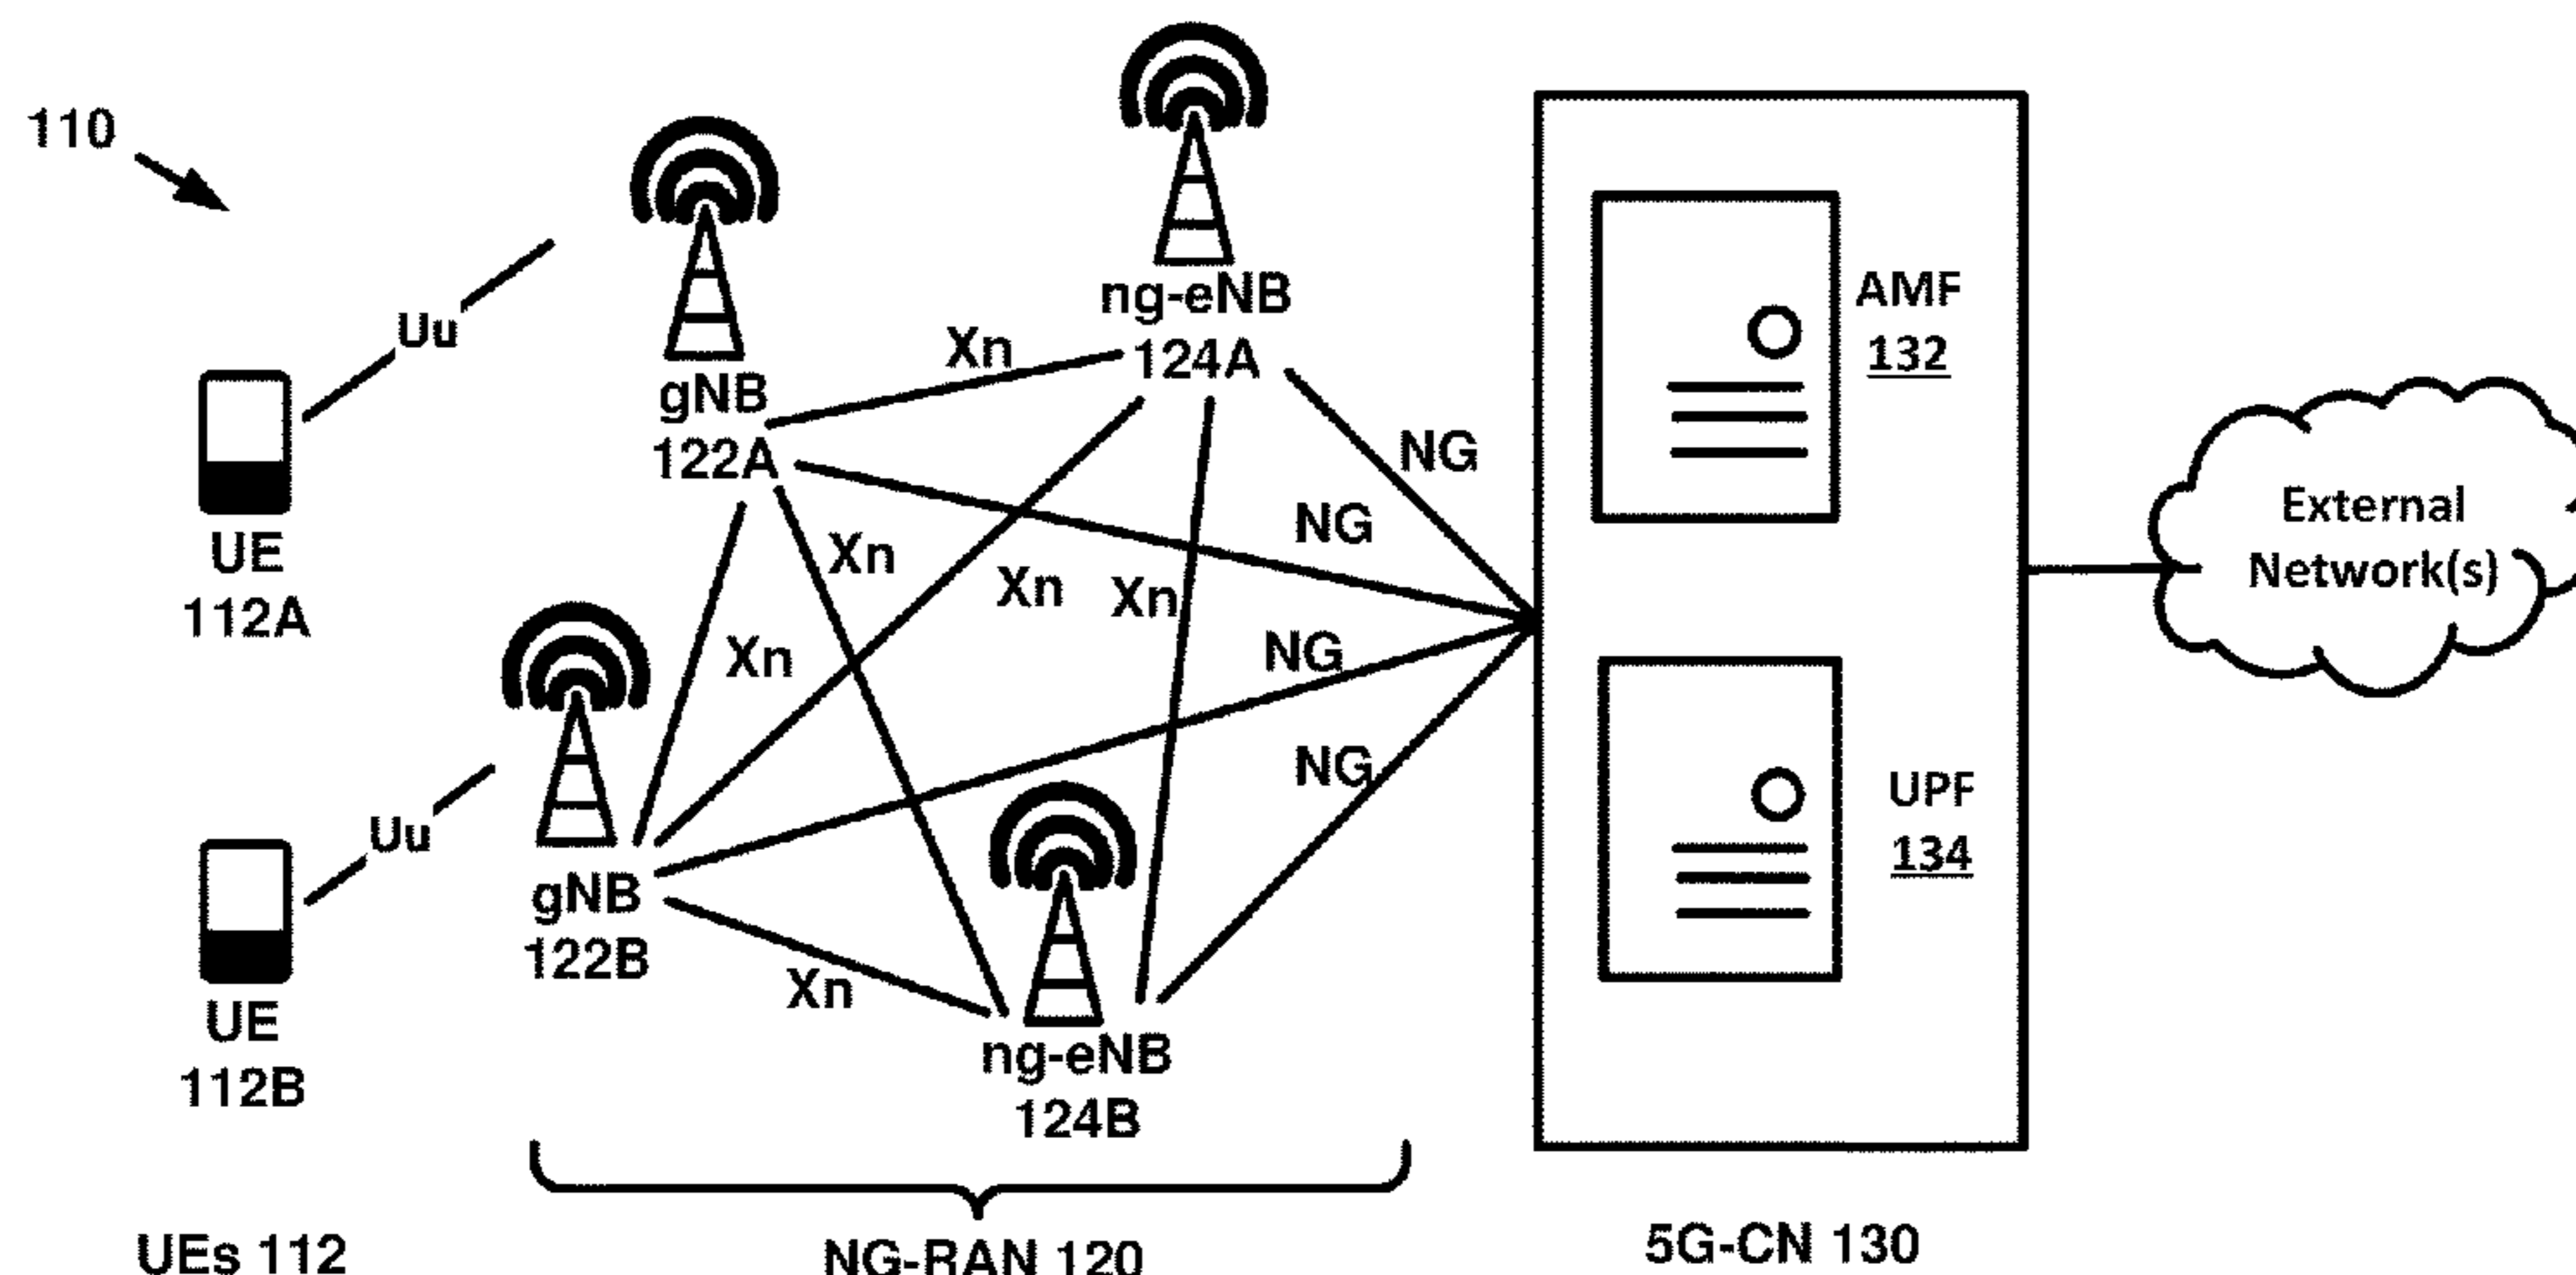 110
Uu
UE
112A
Uu
UE
112B
gNB
122A
ng-eNB
124A
gNB
122B
ng-eNB
124B
Xn
Xn
Xn
Xn
Xn
Xn
NG
NG
NG
NG
AMF
132
UPF
134
External
Network(s)
UEs 112
NG-RAN 120
5G-CN 130